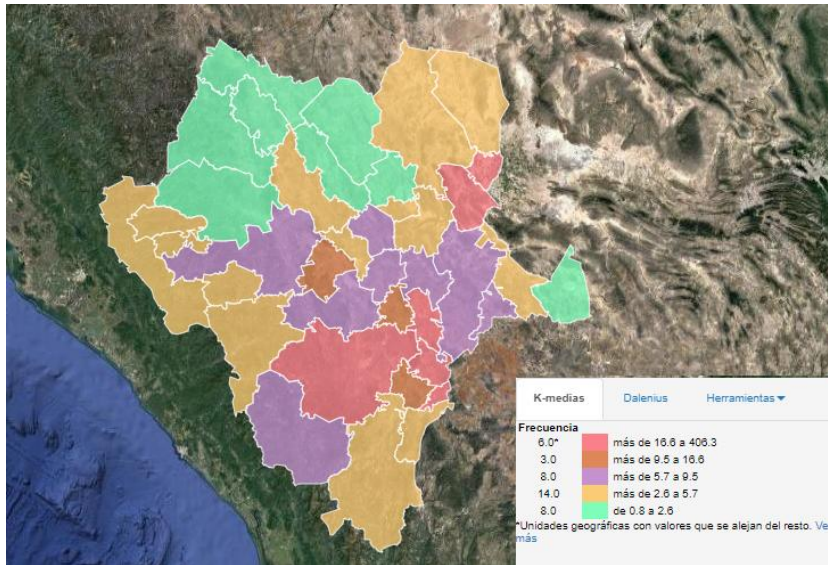 K-medias Dalenius Herramientas
Frecuencia
6.0* más de 16.6 a 406.3
3.0 más de 9.5 a 16.6
8.0 más de 5.7 a 9.5
14.0 más de 2.6 a 5.7
8.0 de 0.8 a 2.6
*Unidades geográficas con valores que se alejan del resto. Ve
más